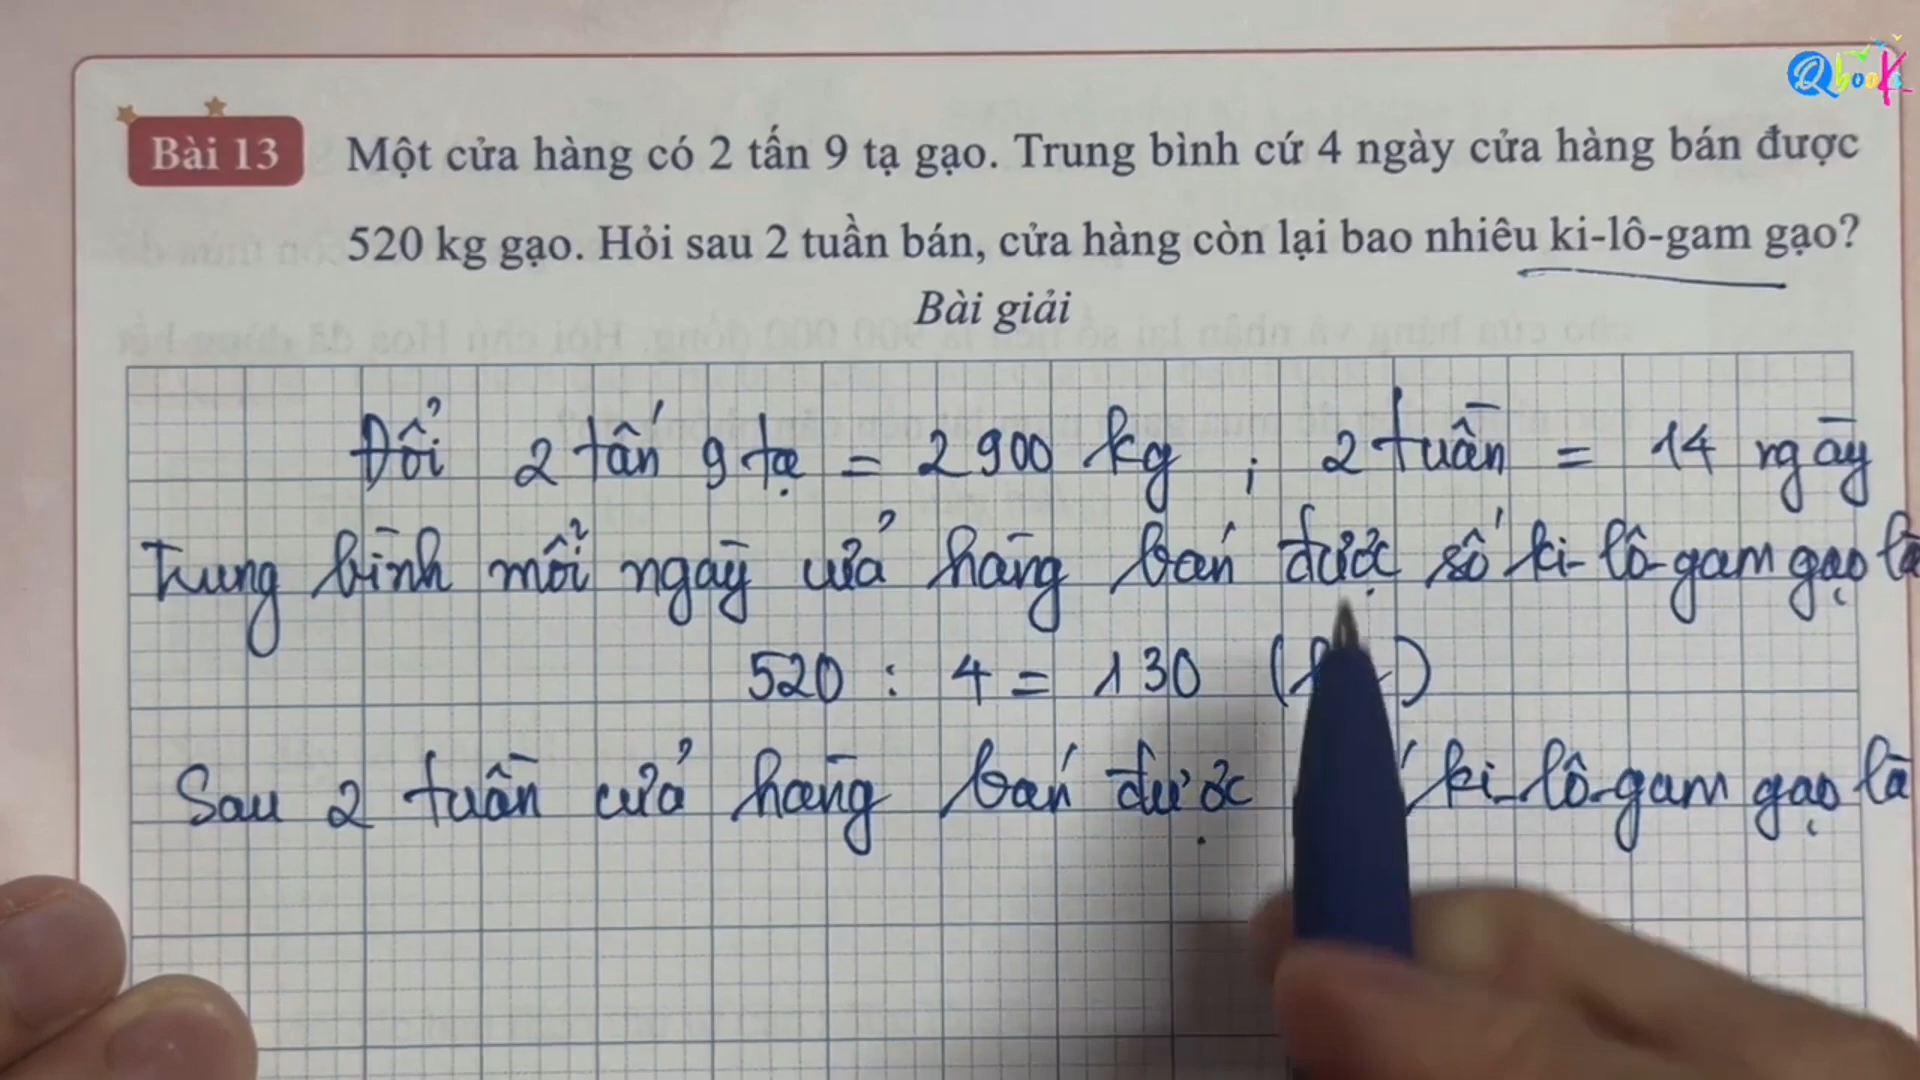 Qbook
Bài 13 Một cửa hàng có 2 tấn 9 tạ gạo. Trung bình cứ 4 ngày cửa hàng bán được
520 kg gạo. Hỏi sau 2 tuần bán, cửa hàng còn lại bao nhiêu ki-lô-gam gạo?
Bài giải
Đổi 2 tấn 9 tạ = 2 900 kg ; 2 tuần = 14 ngày
Trung bình mỗi ngày cửa hàng bán được số ki-lô-gam gạo là
520 : 4 = 130 (
Sau 2 tuần cửa hàng bán được ki-lô-gam gạo là